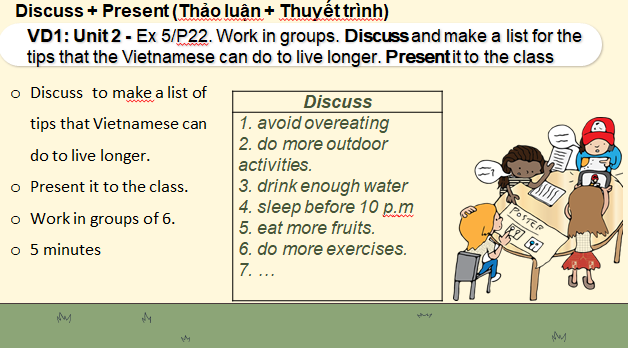 Discuss + Present (Thảo luận + Thuyết trình)
VD1: Unit 2 - Ex 5/P22. Work in groups. Discuss and make a list for the
tips that the Vietnamese can do to live longer. Present it to the class
o Discuss to make a list of
tips that Vietnamese can
do to live longer.
o Present it to the class.
o Work in groups of 6.
o 5 minutes
Discuss
1. avoid overeating
2. do more outdoor
activities.
3. drink enough water
4. sleep before 10 p.m
5. eat more fruits.
6. do more exercises.
7. …
POSTER